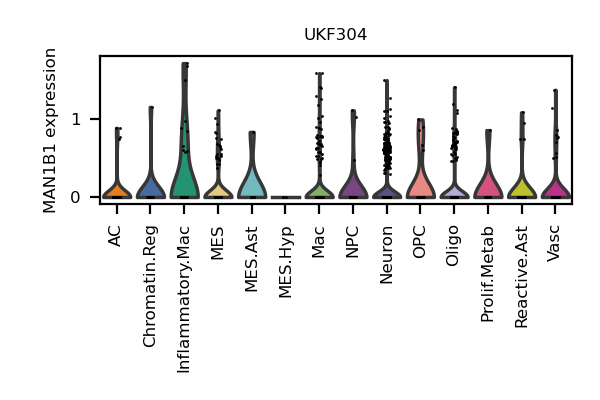 UKF304
MAN1B1 expression
1
0
AC
Chromatin.Reg
Inflammatory.Mac
MES
MES.Ast
MES.Hyp
Mac
NPC
Neuron
OPC
Oligo
Prolif.Metab
Reactive.Ast
Vasc